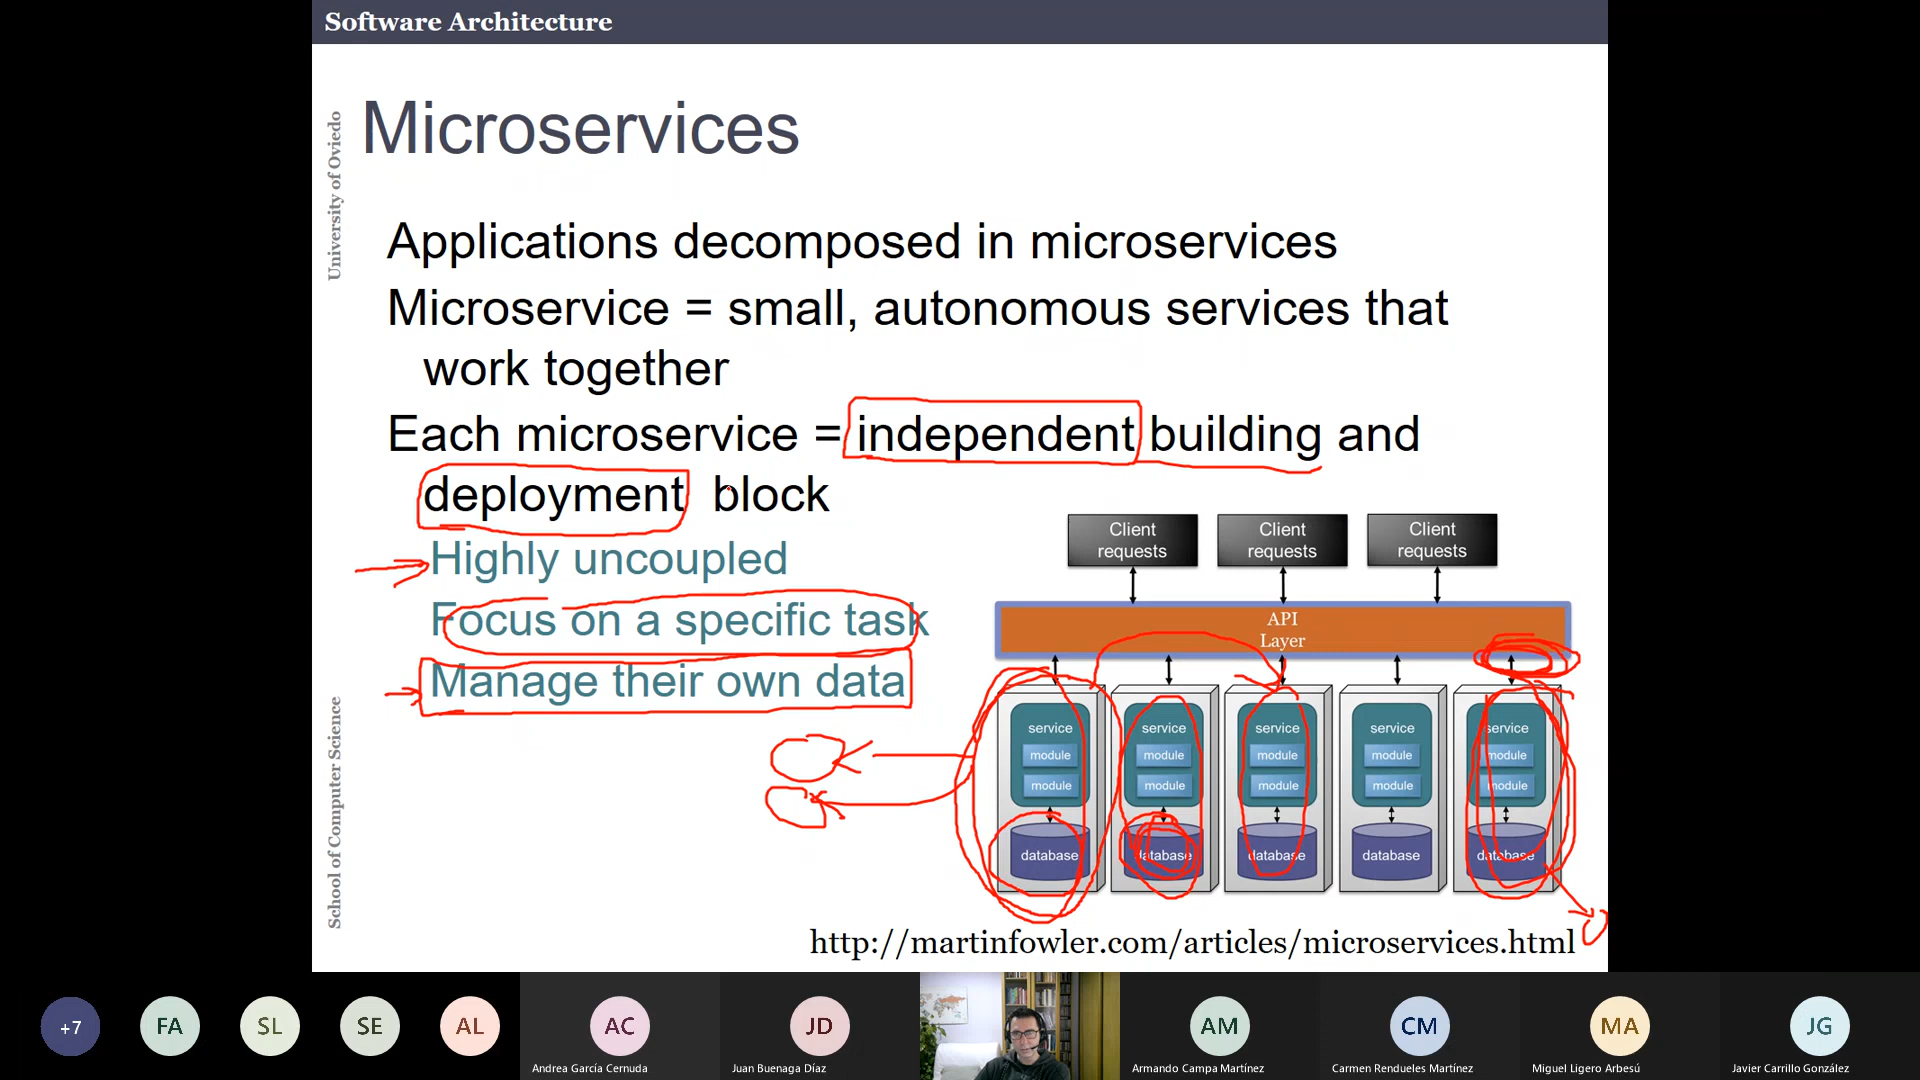 Software Architecture
University of Oviedo
School of Computer Science
Microservices
Applications decomposed in microservices
Microservice = small, autonomous services that
work together
Each microservice = independent building and
deployment block
Highly uncoupled
Focus on a specific task
Manage their own data
Client
requests
Client
requests
Client
requests
API
Layer
service
module
module
database
service
module
module
database
service
module
module
database
service
module
module
database
service
module
module
database
http://martinfowler.com/articles/microservices.html
+7
FA
SL
SE
AL
AC
Andrea García Cernuda
JD
Juan Buenaga Díaz
AM
Armando Campa Martínez
CM
Carmen Rendueles Martínez
MA
Miguel Ligero Arbesú
JG
Javier Carrillo González